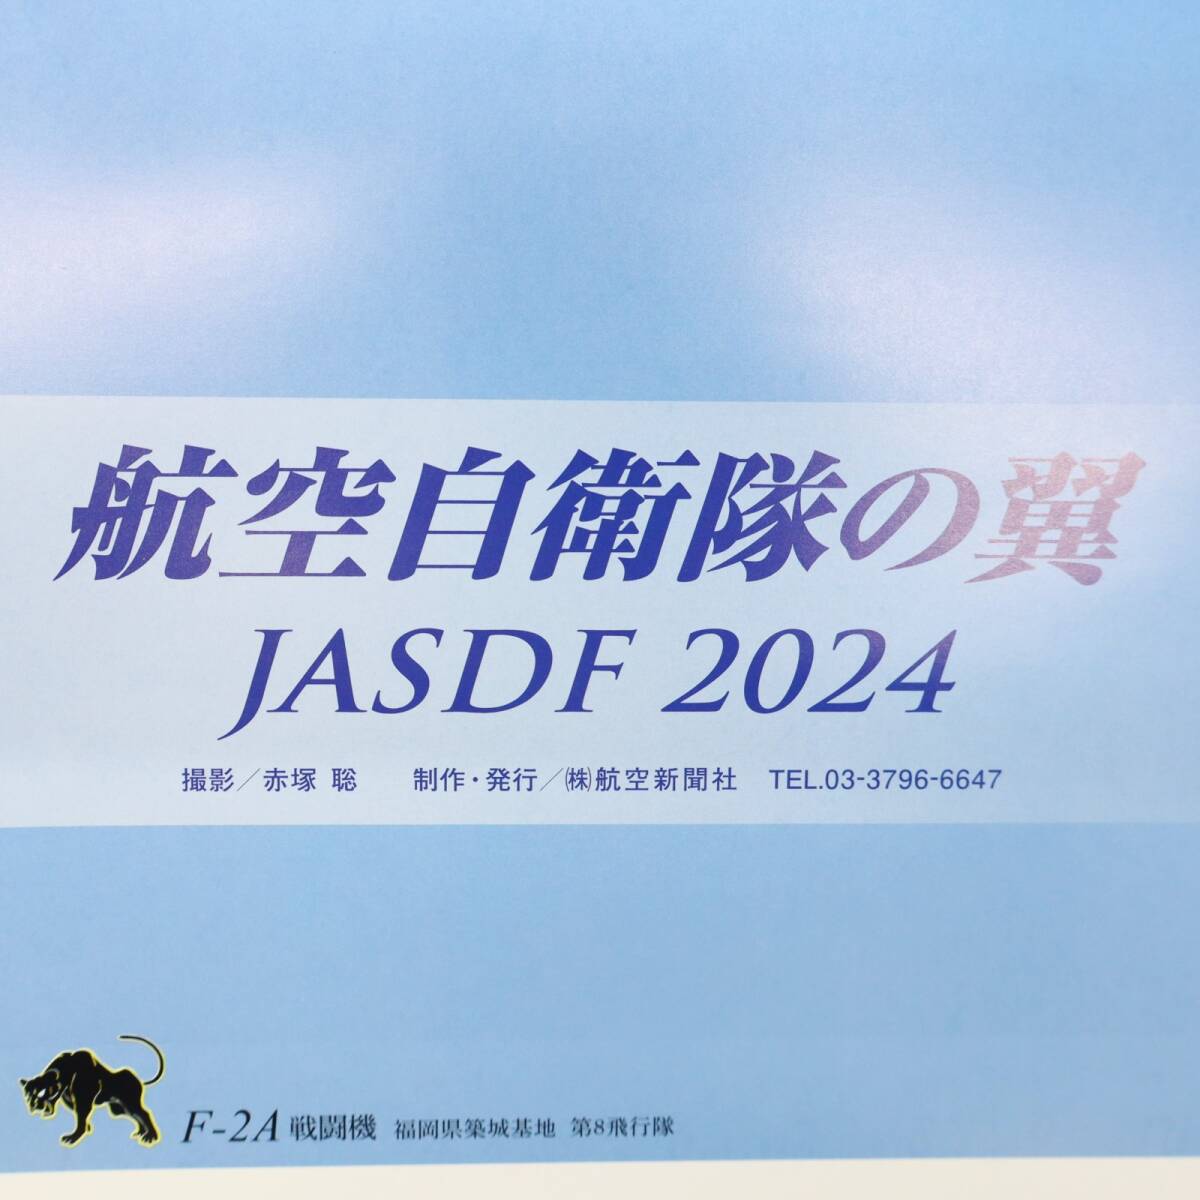 航空自衛隊の翼
JASDF 2024
撮影／赤塚 聡　制作・発行／㈱航空新聞社　TEL.03-3796-6647
F-2A 戦闘機　福岡県築城基地　第8飛行隊